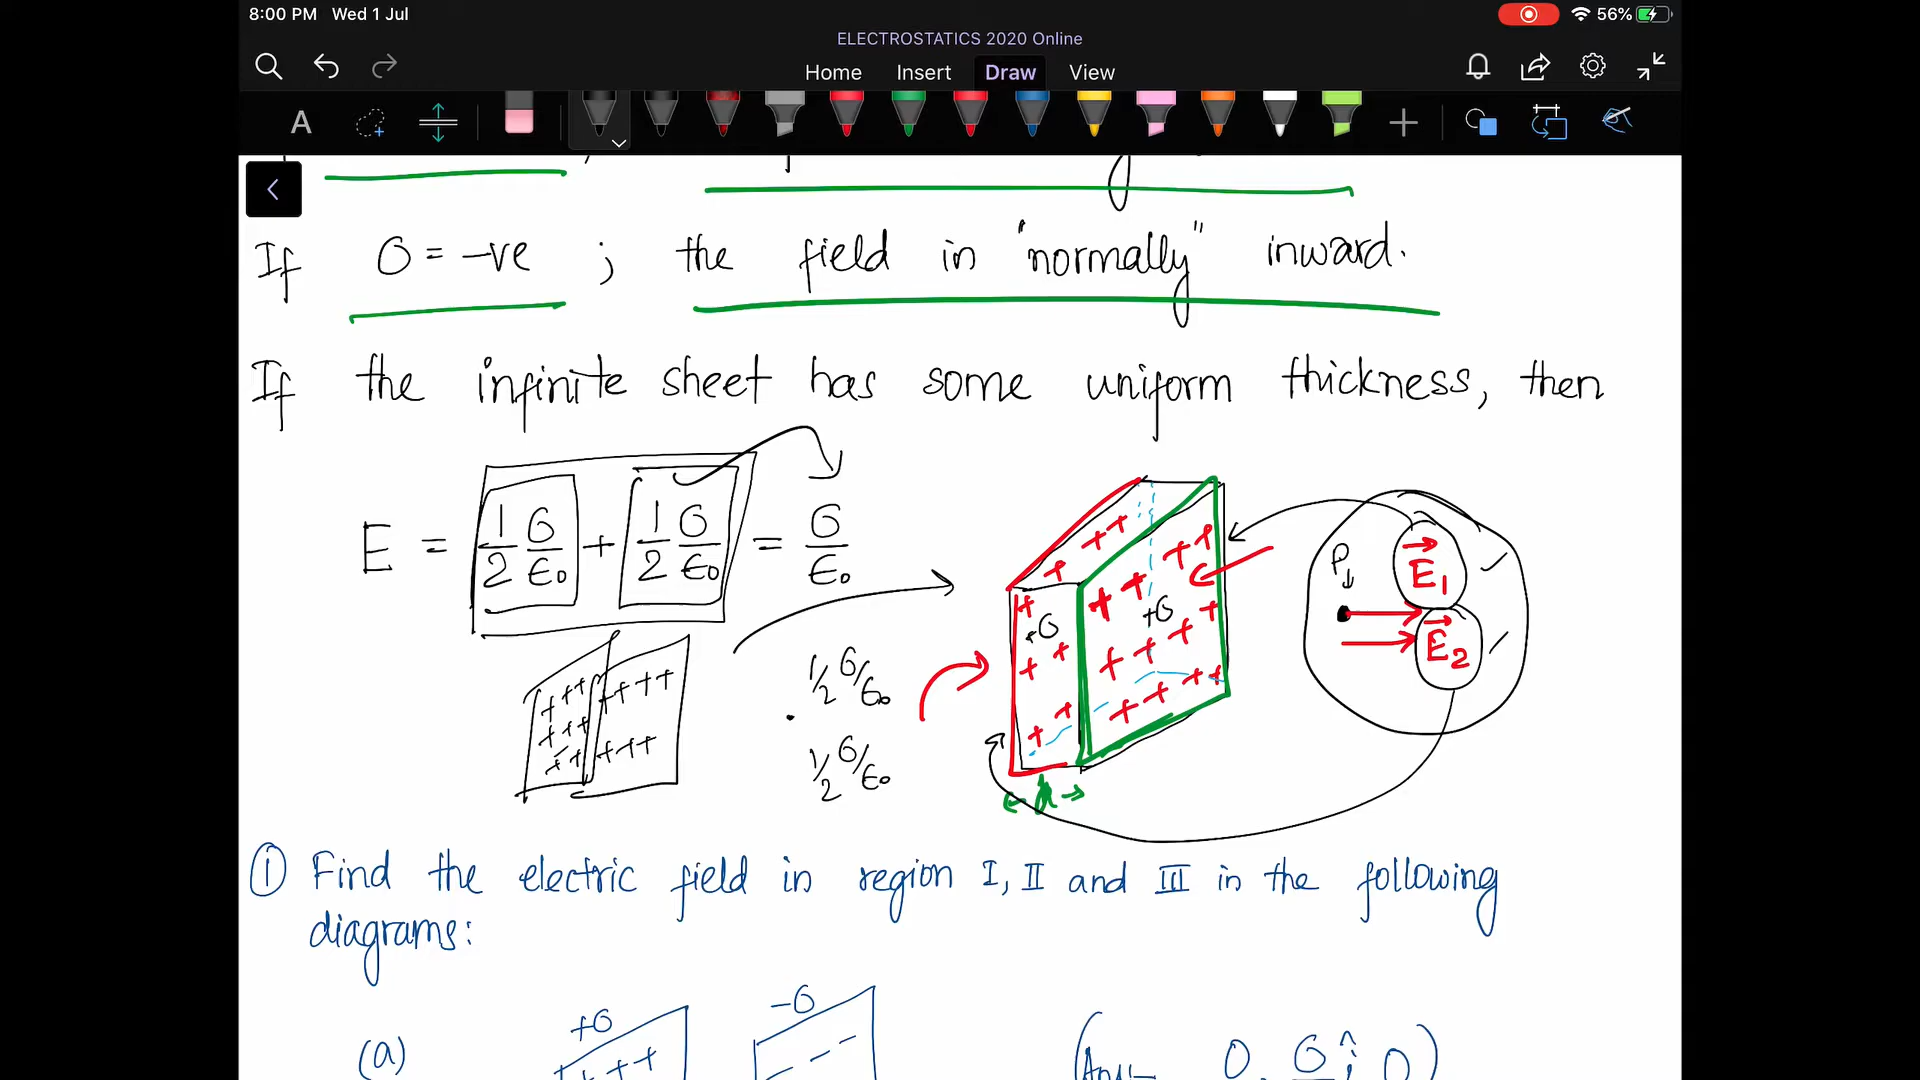 8:00 PM Wed 1 Jul
56%
ELECTROSTATICS 2020 Online
Home Insert Draw View
A
If σ = -ve ; the field in "normally" inward.
If the infinite sheet has some uniform thickness, then
E = 1/2 σ/ε₀ + 1/2 σ/ε₀ = σ/ε₀
+σ
+σ
P
E₁
E₂
1/2 σ/ε₀
1/2 σ/ε₀
① Find the electric field in region I, II and III in the following
diagrams:
(a) +σ -σ